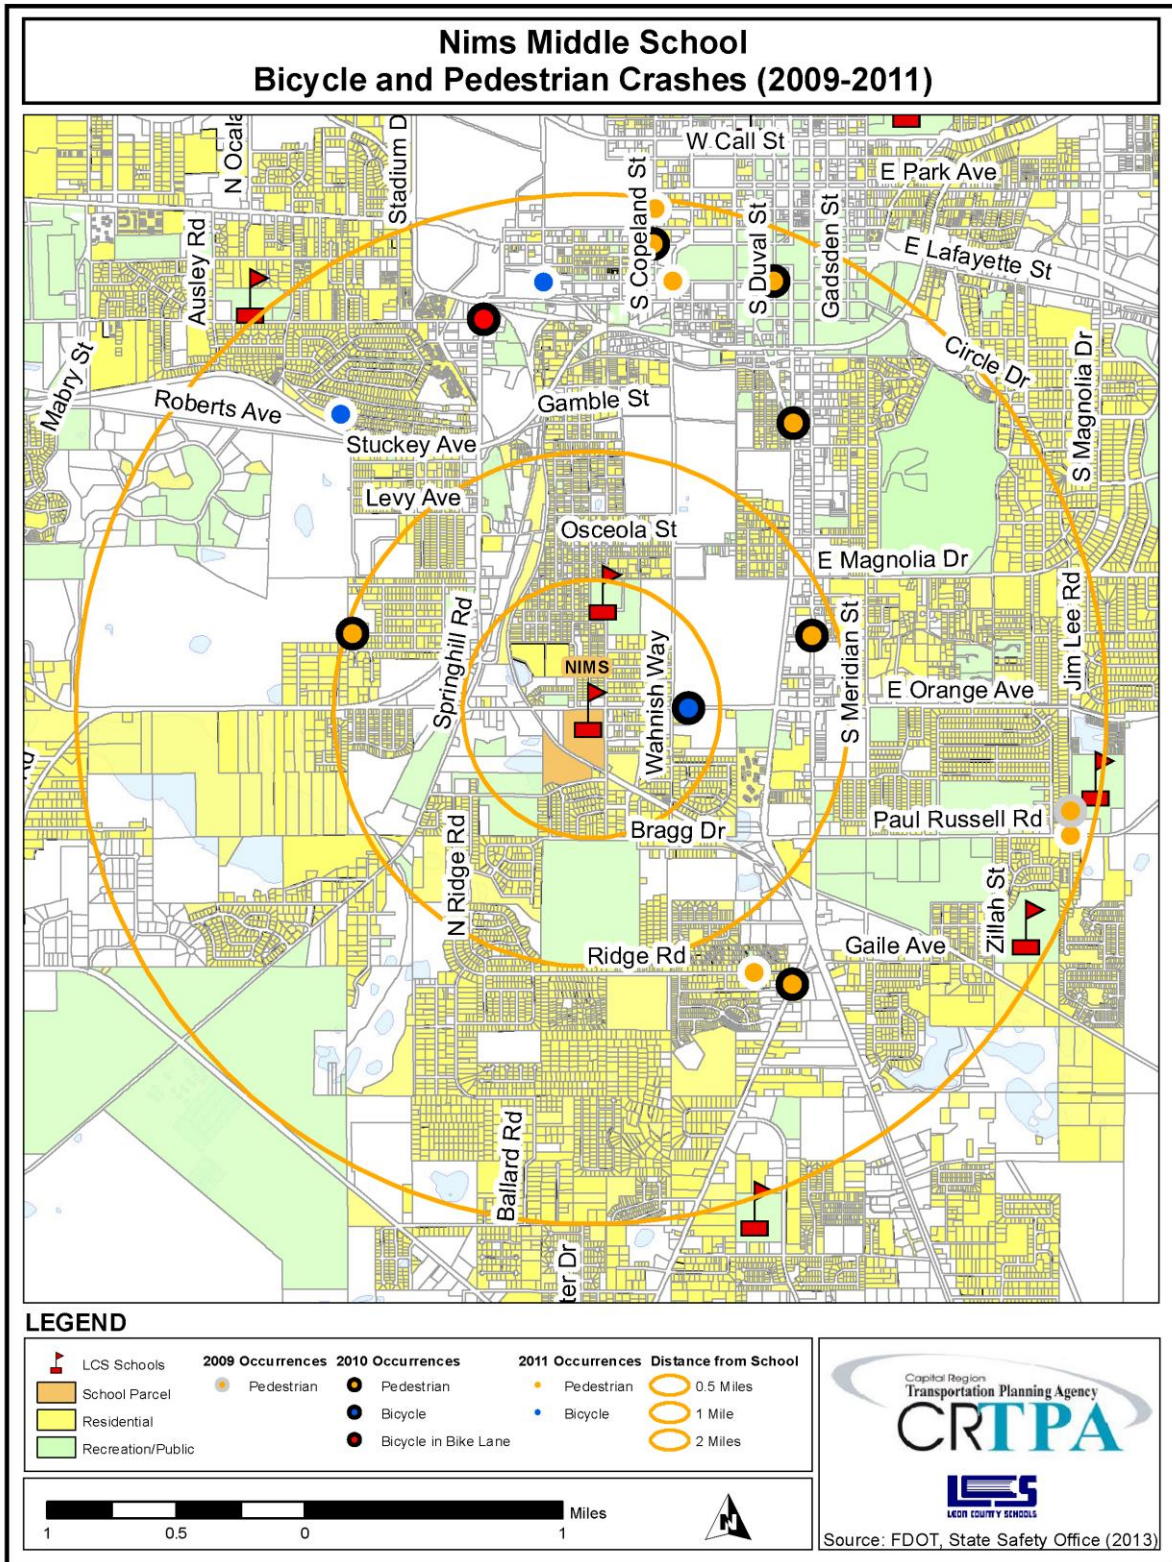 Nims Middle School
Bicycle and Pedestrian Crashes (2009-2011)
W Call St
N Ocala
Stadium D
E Park Ave
S Copeland St
Ausley Rd
S Duval St
Gadsden St
E Lafayette St
Mabry St
Circle Dr
S Magnolia Dr
Roberts Ave
Gamble St
Stuckey Ave
Levy Ave
Osceola St
E Magnolia Dr
Springhill Rd
NIMS
Wahnish Way
S Meridian St
Jim Lee Rd
E Orange Ave
Rd
Bragg Dr
Paul Russell Rd
N Ridge Rd
Zillah St
Ridge Rd
Gaile Ave
Ballard Rd
ter Dr
LEGEND
LCS Schools
School Parcel
Residential
Recreation/Public
2009 Occurrences
Pedestrian
2010 Occurrences
Pedestrian
Bicycle
Bicycle in Bike Lane
2011 Occurrences
Pedestrian
Bicycle
Distance from School
0.5 Miles
1 Mile
2 Miles
Capital Region
Transportation Planning Agency
CRTPA
LCS
LEON COUNTY SCHOOLS
Source: FDOT, State Safety Office (2013)
Miles
1 0.5 0 1
N